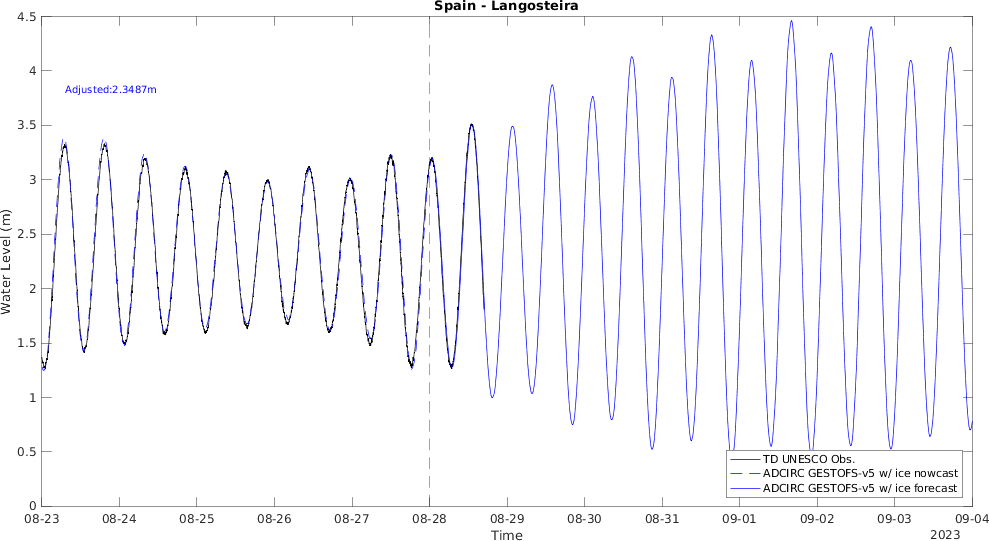 Spain - Langosteira
4.5
4
3.5
3
2.5
2
1.5
1
0.5
0
Water Level (m)
Adjusted:2.3487m
TD UNESCO Obs.
ADCIRC GESTOFS-v5 w/ ice nowcast
ADCIRC GESTOFS-v5 w/ ice forecast
08-23 08-24 08-25 08-26 08-27 08-28 08-29 08-30 08-31 09-01 09-02 09-03 09-04
Time
2023